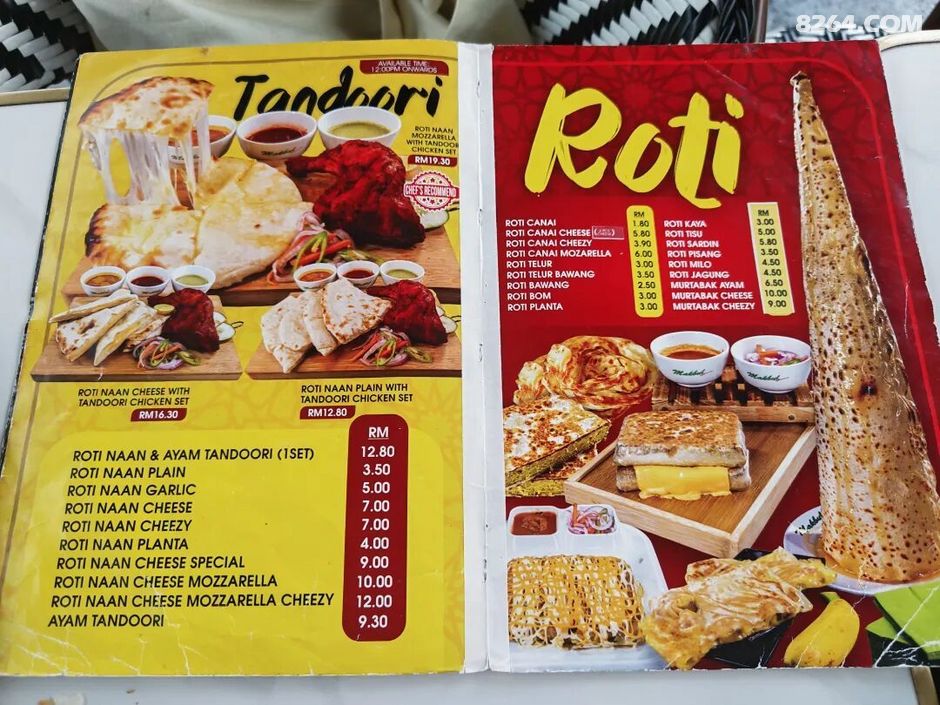 8264.COM
AVAILABLE TIME:
12:00PM ONWARDS
Tandoori
ROTI NAAN
MOZZARELLA
WITH TANDOORI
CHICKEN SET
RM19.30
CHEF'S RECOMMEND
ROTI NAAN CHEESE WITH
TANDOORI CHICKEN SET
RM16.30
ROTI NAAN PLAIN WITH
TANDOORI CHICKEN SET
RM12.80
RM
ROTI NAAN & AYAM TANDOORI (1SET) 12.80
ROTI NAAN PLAIN 3.50
ROTI NAAN GARLIC 5.00
ROTI NAAN CHEESE 7.00
ROTI NAAN CHEEZY 7.00
ROTI NAAN PLANTA 4.00
ROTI NAAN CHEESE SPECIAL 9.00
ROTI NAAN CHEESE MOZZARELLA 10.00
ROTI NAAN CHEESE MOZZARELLA CHEEZY 12.00
AYAM TANDOORI 9.30
Roti
RM
ROTI CANAI 1.80
ROTI CANAI CHEESE 5.80
ROTI CANAI CHEEZY 3.90
ROTI CANAI MOZARELLA 6.00
ROTI TELUR 3.00
ROTI TELUR BAWANG 3.50
ROTI BAWANG 2.50
ROTI BOM 3.00
ROTI PLANTA 3.00
RM
ROTI KAYA 3.00
ROTI TISU 5.00
ROTI SARDIN 5.80
ROTI PISANG 3.50
ROTI MILO 4.50
ROTI JAGUNG 4.50
MURTABAK AYAM 6.50
MURTABAK CHEESE 10.00
MURTABAK CHEEZY 9.00
Makbul
Makbul